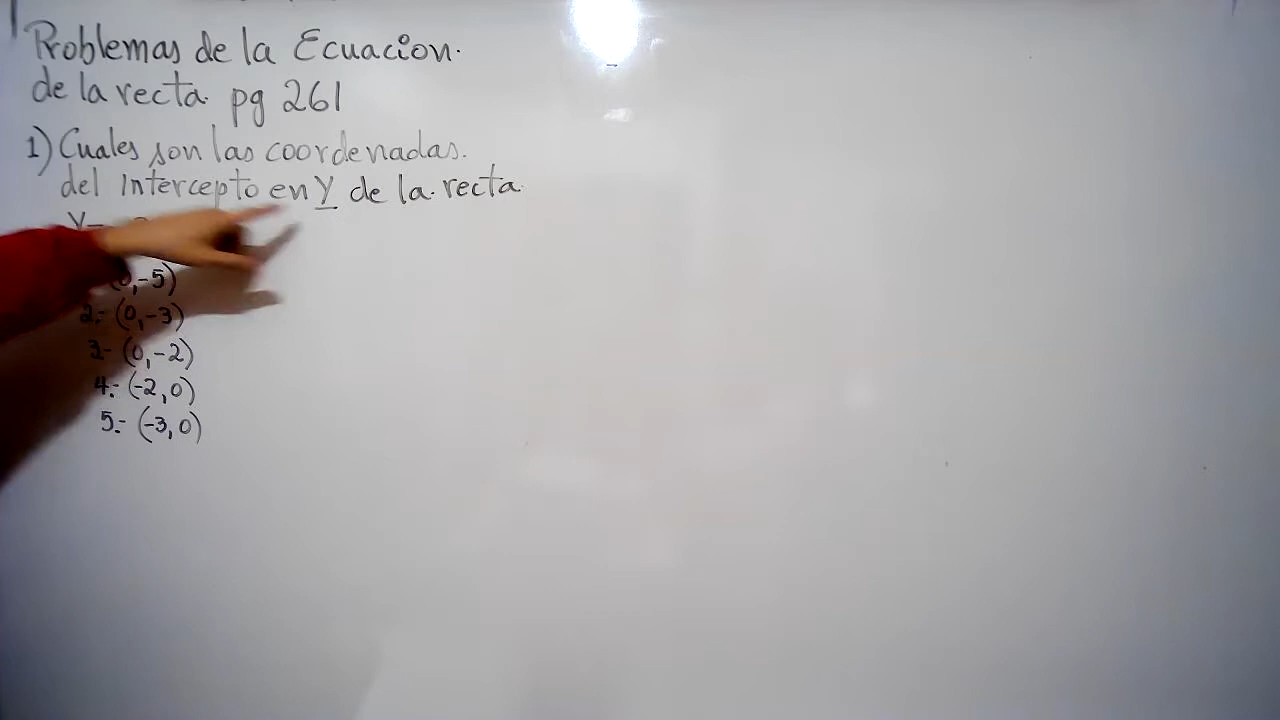 Problemas de la Ecuacion.
de la recta. pg 261
1) Cuales son las coordenadas.
del Intercepto en Y de la recta.
0,-5)
2.- (0,-3)
3- (0,-2)
4.- (-2,0)
5.- (-3,0)